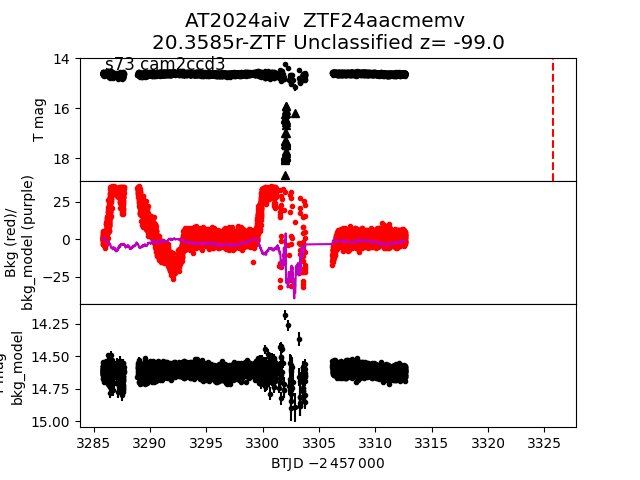 AT2024aiv  ZTF24aacmemv
20.3585r-ZTF Unclassified z= -99.0
s73 cam2ccd3
14
16
18
T mag
25
0
−25
Bkg (red)/
bkg_model (purple)
14.25
14.50
14.75
15.00
mag
bkg_model
3285
3290
3295
3300
3305
3310
3315
3320
3325
BTJD −2 457 000